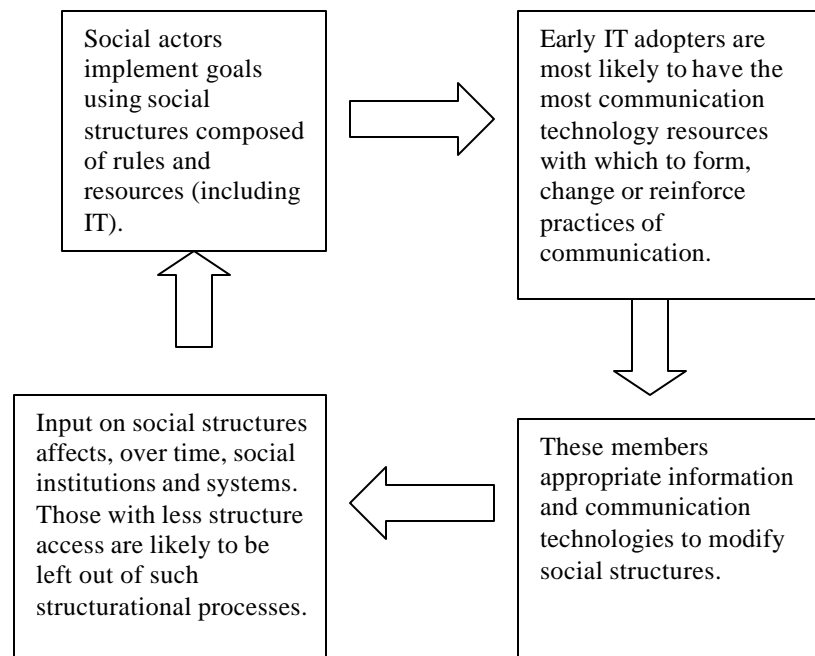 Social actors
implement goals
using social
structures composed
of rules and
resources (including
IT).
Early IT adopters are
most likely to have the
most communication
technology resources
with which to form,
change or reinforce
practices of
communication.
These members
appropriate information
and communication
technologies to modify
social structures.
Input on social structures
affects, over time, social
institutions and systems.
Those with less structure
access are likely to be
left out of such
structurational processes.